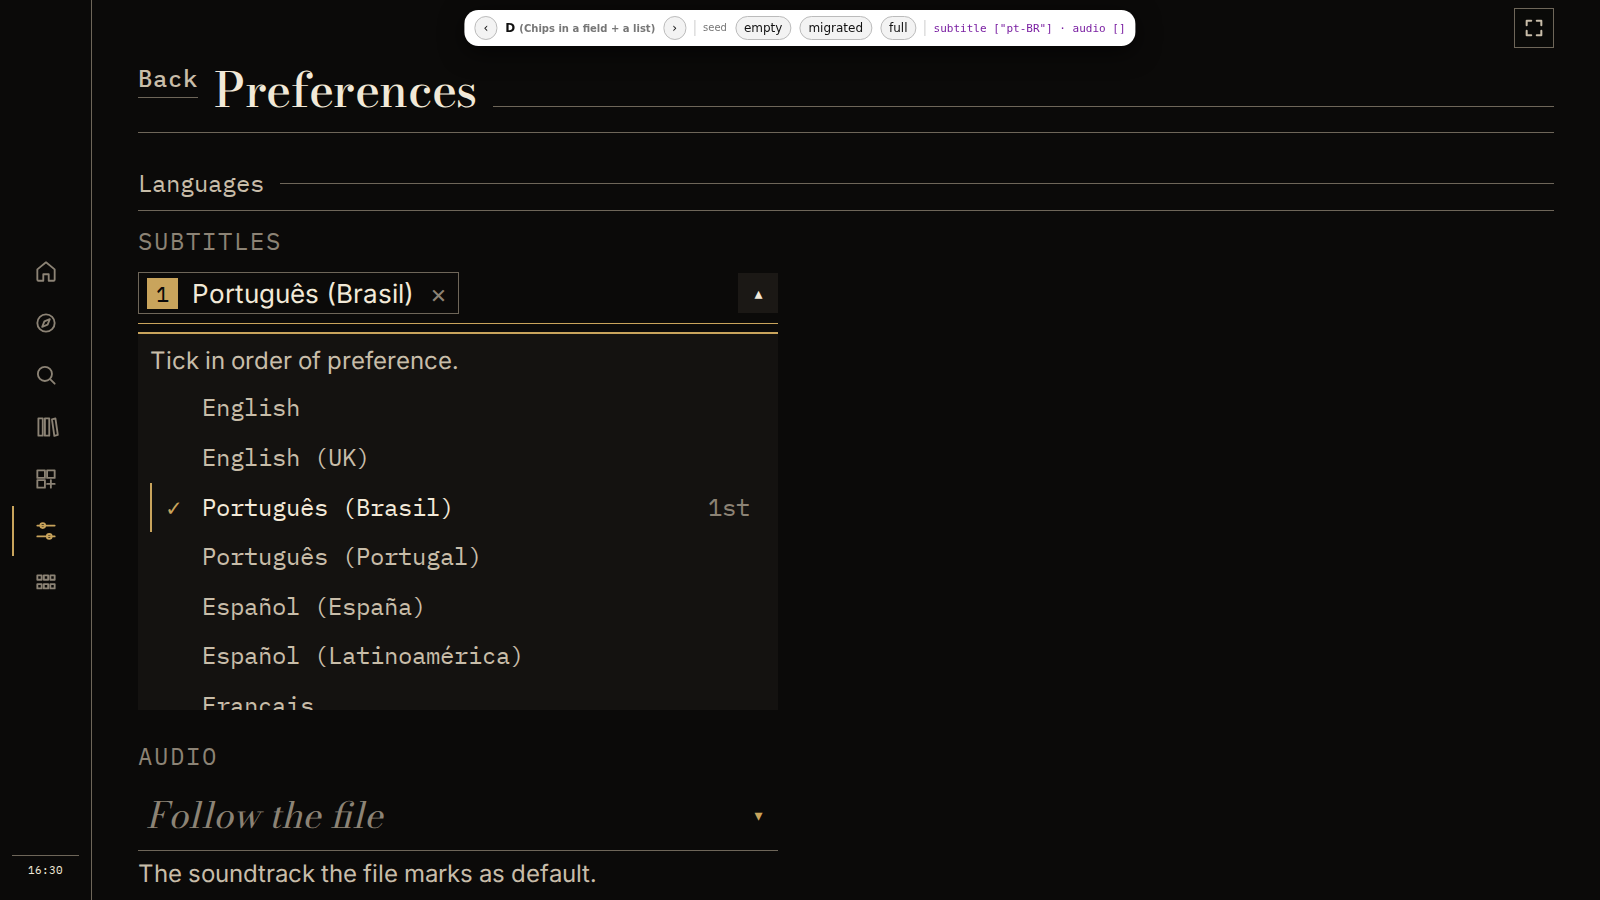 ‹ D (Chips in a field + a list) › seed empty migrated full subtitle ["pt-BR"] · audio []
Back Preferences
Languages
SUBTITLES
1 Português (Brasil) ×
Tick in order of preference.
English
English (UK)
✓ Português (Brasil) 1st
Português (Portugal)
Español (España)
Español (Latinoamérica)
Français
AUDIO
Follow the file
The soundtrack the file marks as default.
16:30